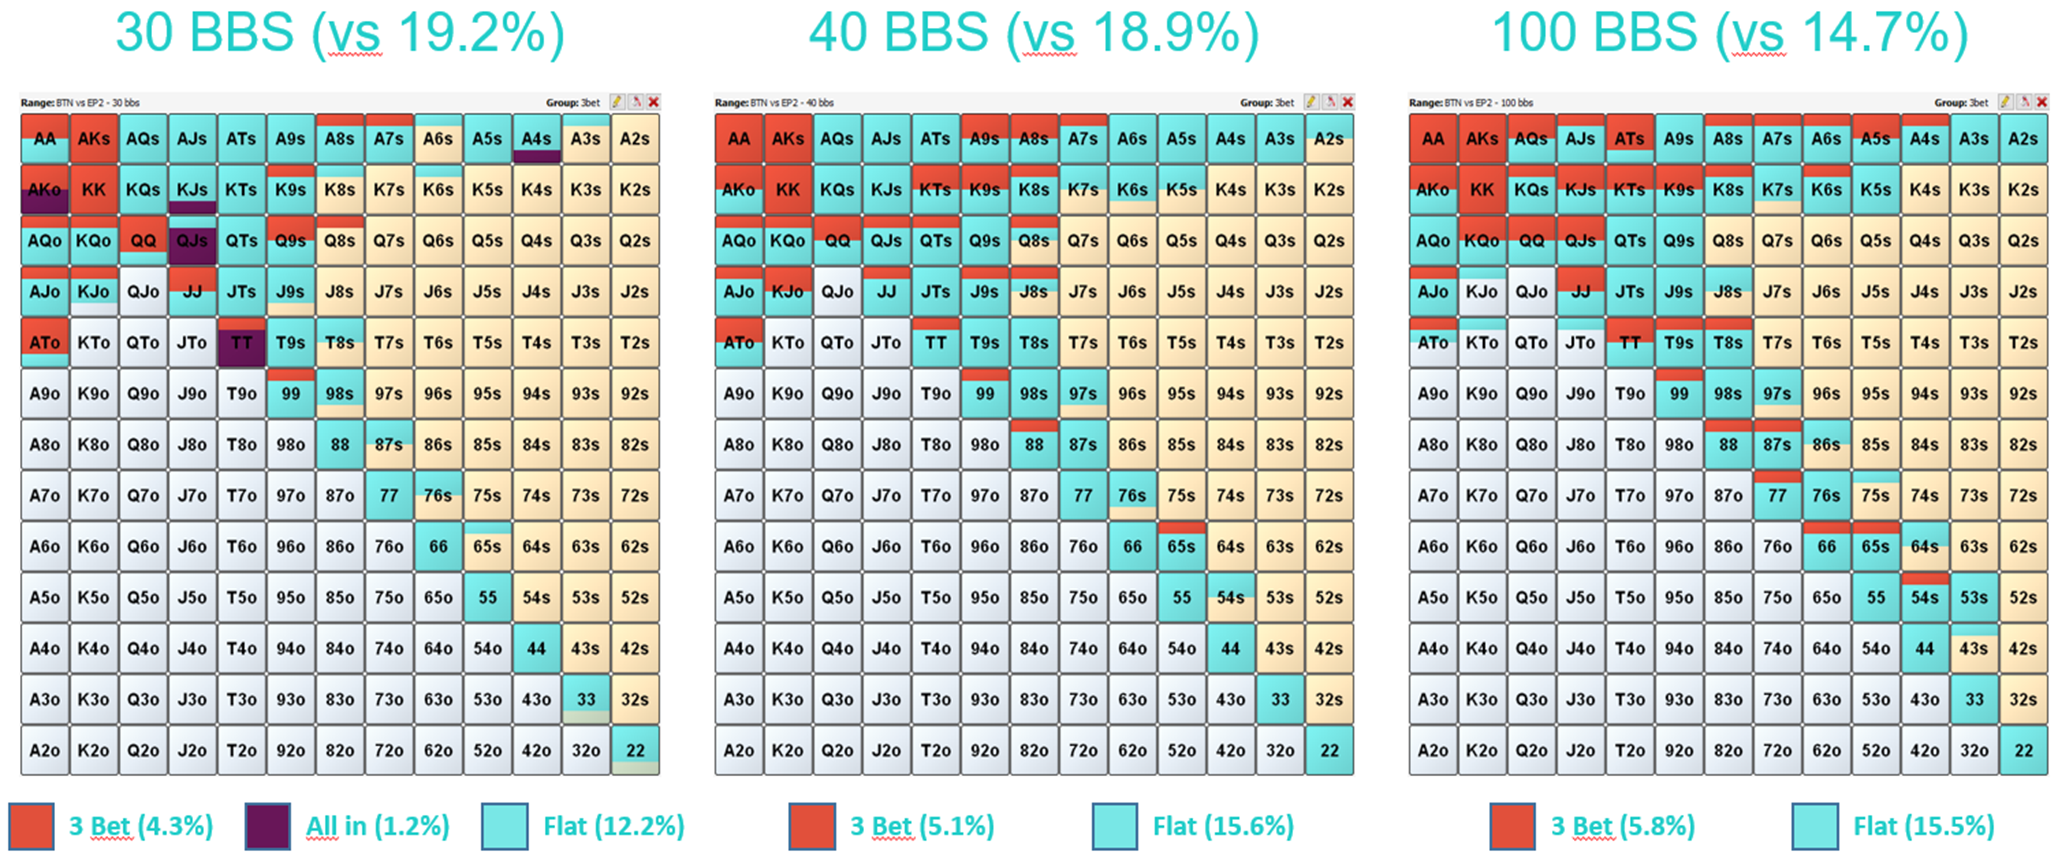 30 BBS (vs 19.2%) 40 BBS (vs 18.9%) 100 BBS (vs 14.7%)
Range: BTN vs EP2 - 30 bbs Group: 3bet Range: BTN vs EP2 - 40 bbs Group: 3bet Range: BTN vs EP2 - 100 bbs Group: 3bet
AA AKs AQs AJs ATs A9s A8s A7s A6s A5s A4s A3s A2s AA AKs AQs AJs ATs A9s A8s A7s A6s A5s A4s A3s A2s AA AKs AQs AJs ATs A9s A8s A7s A6s A5s A4s A3s A2s
AKo KK KQs KJs KTs K9s K8s K7s K6s K5s K4s K3s K2s AKo KK KQs KJs KTs K9s K8s K7s K6s K5s K4s K3s K2s AKo KK KQs KJs KTs K9s K8s K7s K6s K5s K4s K3s K2s
AQo KQo QQ QJs QTs Q9s Q8s Q7s Q6s Q5s Q4s Q3s Q2s AQo KQo QQ QJs QTs Q9s Q8s Q7s Q6s Q5s Q4s Q3s Q2s AQo KQo QQ QJs QTs Q9s Q8s Q7s Q6s Q5s Q4s Q3s Q2s
AJo KJo QJo JJ JTs J9s J8s J7s J6s J5s J4s J3s J2s AJo KJo QJo JJ JTs J9s J8s J7s J6s J5s J4s J3s J2s AJo KJo QJo JJ JTs J9s J8s J7s J6s J5s J4s J3s J2s
ATo KTo QTo JTo TT T9s T8s T7s T6s T5s T4s T3s T2s ATo KTo QTo JTo TT T9s T8s T7s T6s T5s T4s T3s T2s ATo KTo QTo JTo TT T9s T8s T7s T6s T5s T4s T3s T2s
A9o K9o Q9o J9o T9o 99 98s 97s 96s 95s 94s 93s 92s A9o K9o Q9o J9o T9o 99 98s 97s 96s 95s 94s 93s 92s A9o K9o Q9o J9o T9o 99 98s 97s 96s 95s 94s 93s 92s
A8o K8o Q8o J8o T8o 98o 88 87s 86s 85s 84s 83s 82s A8o K8o Q8o J8o T8o 98o 88 87s 86s 85s 84s 83s 82s A8o K8o Q8o J8o T8o 98o 88 87s 86s 85s 84s 83s 82s
A7o K7o Q7o J7o T7o 97o 87o 77 76s 75s 74s 73s 72s A7o K7o Q7o J7o T7o 97o 87o 77 76s 75s 74s 73s 72s A7o K7o Q7o J7o T7o 97o 87o 77 76s 75s 74s 73s 72s
A6o K6o Q6o J6o T6o 96o 86o 76o 66 65s 64s 63s 62s A6o K6o Q6o J6o T6o 96o 86o 76o 66 65s 64s 63s 62s A6o K6o Q6o J6o T6o 96o 86o 76o 66 65s 64s 63s 62s
A5o K5o Q5o J5o T5o 95o 85o 75o 65o 55 54s 53s 52s A5o K5o Q5o J5o T5o 95o 85o 75o 65o 55 54s 53s 52s A5o K5o Q5o J5o T5o 95o 85o 75o 65o 55 54s 53s 52s
A4o K4o Q4o J4o T4o 94o 84o 74o 64o 54o 44 43s 42s A4o K4o Q4o J4o T4o 94o 84o 74o 64o 54o 44 43s 42s A4o K4o Q4o J4o T4o 94o 84o 74o 64o 54o 44 43s 42s
A3o K3o Q3o J3o T3o 93o 83o 73o 63o 53o 43o 33 32s A3o K3o Q3o J3o T3o 93o 83o 73o 63o 53o 43o 33 32s A3o K3o Q3o J3o T3o 93o 83o 73o 63o 53o 43o 33 32s
A2o K2o Q2o J2o T2o 92o 82o 72o 62o 52o 42o 32o 22 A2o K2o Q2o J2o T2o 92o 82o 72o 62o 52o 42o 32o 22 A2o K2o Q2o J2o T2o 92o 82o 72o 62o 52o 42o 32o 22
3 Bet (4.3%) All in (1.2%) Flat (12.2%) 3 Bet (5.1%) Flat (15.6%) 3 Bet (5.8%) Flat (15.5%)